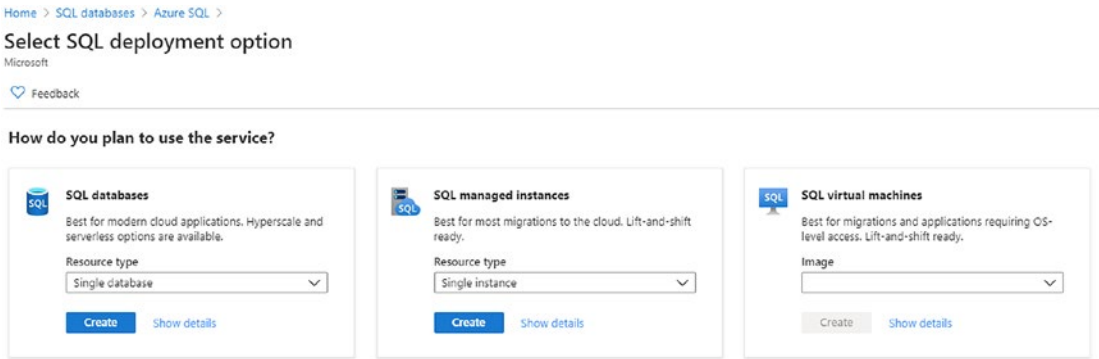 Home > SQL databases > Azure SQL >
Select SQL deployment option
Microsoft
Feedback
How do you plan to use the service?
SQL
SQL databases
Best for modern cloud applications. Hyperscale and
serverless options are available.
Resource type
Single database
Create Show details
SQL
SQL managed instances
Best for most migrations to the cloud. Lift-and-shift
ready.
Resource type
Single instance
Create Show details
SQL
SQL virtual machines
Best for migrations and applications requiring OS-
level access. Lift-and-shift ready.
Image
Create Show details